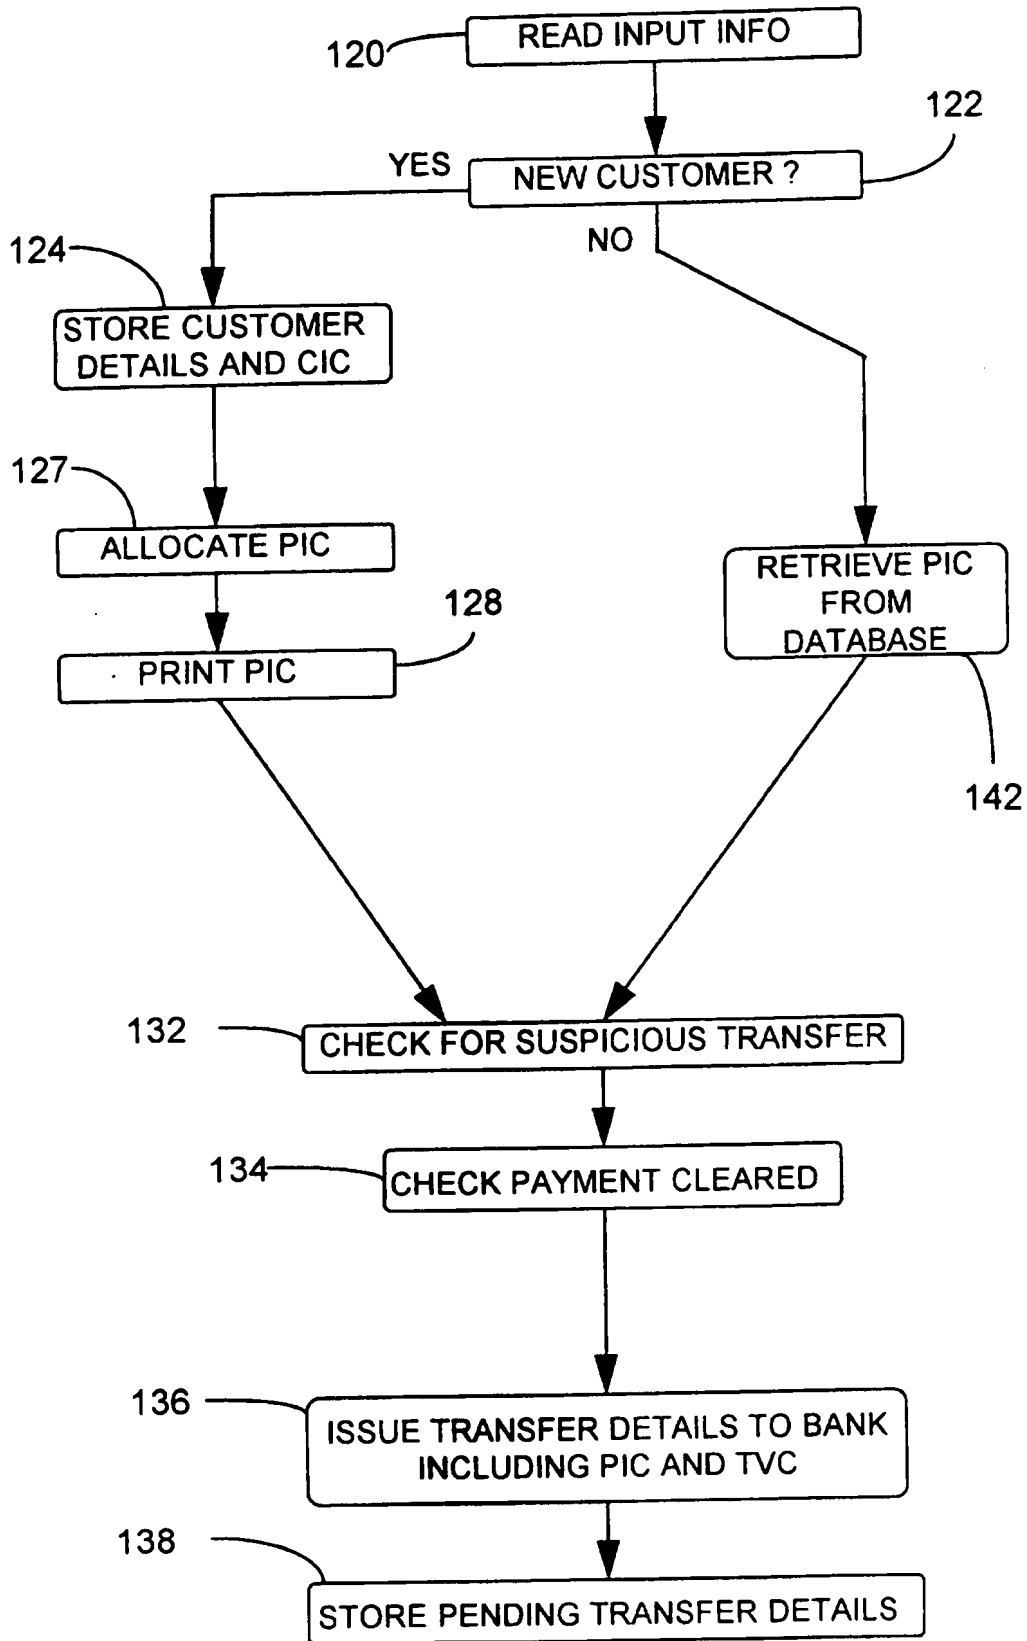 READ INPUT INFO
120
122
YES
NEW CUSTOMER ?
NO
124
STORE CUSTOMER
DETAILS AND CIC
127
ALLOCATE PIC
RETRIEVE PIC
FROM
DATABASE
128
PRINT PIC
142
132
CHECK FOR SUSPICIOUS TRANSFER
134
CHECK PAYMENT CLEARED
136
ISSUE TRANSFER DETAILS TO BANK
INCLUDING PIC AND TVC
138
STORE PENDING TRANSFER DETAILS